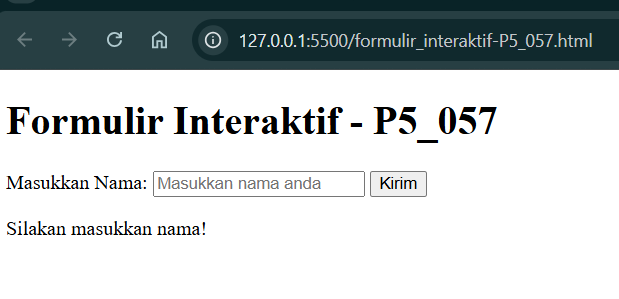 127.0.0.1:5500/formulir_interaktif-P5_057.html
Formulir Interaktif - P5_057
Masukkan Nama: Masukkan nama anda Kirim
Silakan masukkan nama!